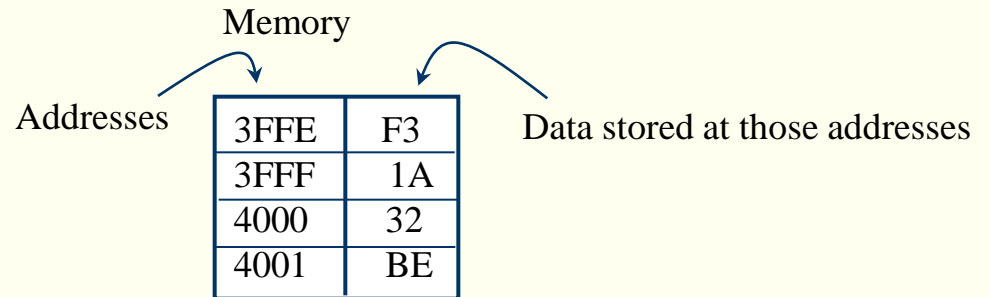 Memory
Addresses
Data stored at those addresses
3FFE F3
3FFF 1A
4000 32
4001 BE